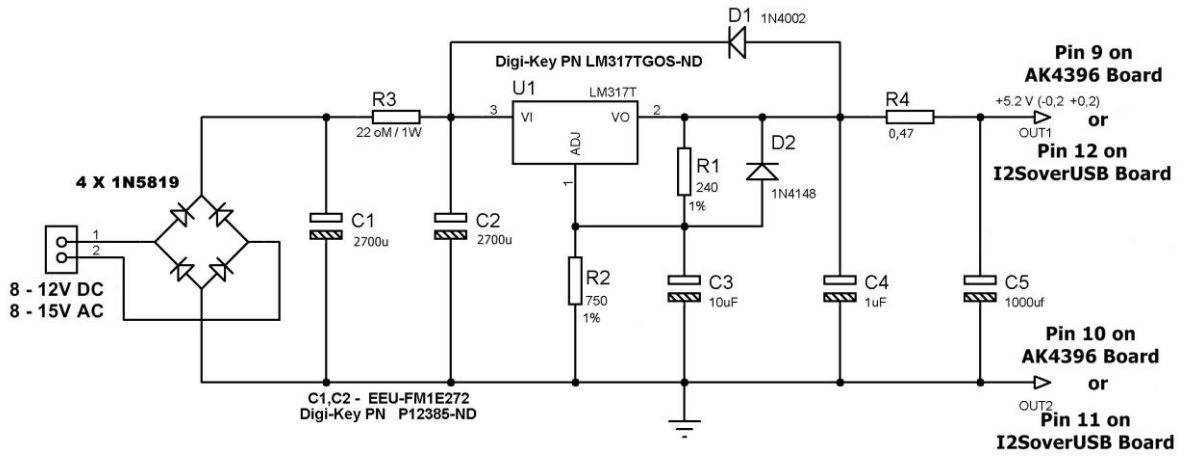 D1 1N4002
Digi-Key PN LM317TGOS-ND
U1
LM317T
3
VI
VO
2
ADJ
1
R3
22 oM / 1W
R4
0,47
Pin 9 on
AK4396 Board
+5.2 V (-0,2 +0,2)
OUT1
or
Pin 12 on
I2SoverUSB Board
D2
1N4148
R1
240
1%
4 X 1N5819
1
2
8 - 12V DC
8 - 15V AC
C1
2700u
C2
2700u
R2
750
1%
C3
10uF
C4
1uF
C5
1000uf
Pin 10 on
AK4396 Board
or
OUT2
Pin 11 on
I2SoverUSB Board
C1,C2 - EEU-FM1E272
Digi-Key PN P12385-ND